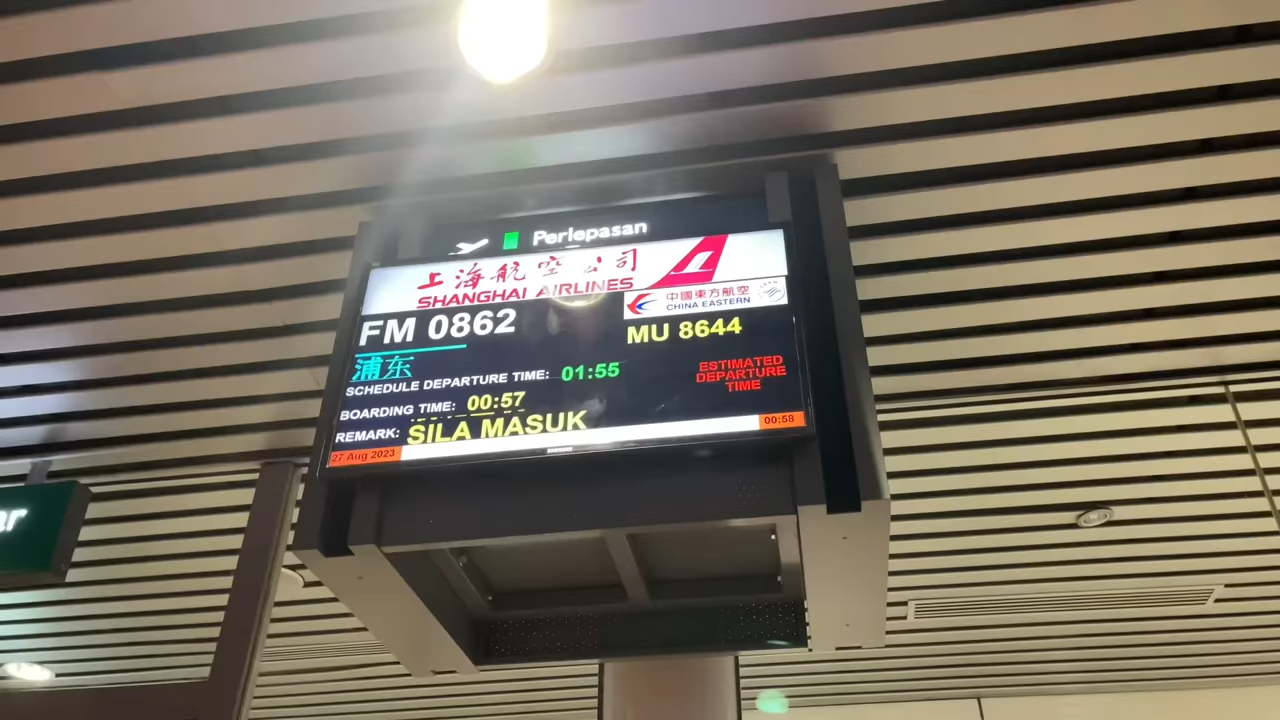 Perlepasan
上海航空公司
SHANGHAI AIRLINES
中國東方航空
CHINA EASTERN
FM 0862
MU 8644
浦东
SCHEDULE DEPARTURE TIME: 01:55
ESTIMATED
DEPARTURE
TIME
BOARDING TIME: 00:57
REMARK: SILA MASUK
27 Aug 2023
00:58
SAMSUNG
ar